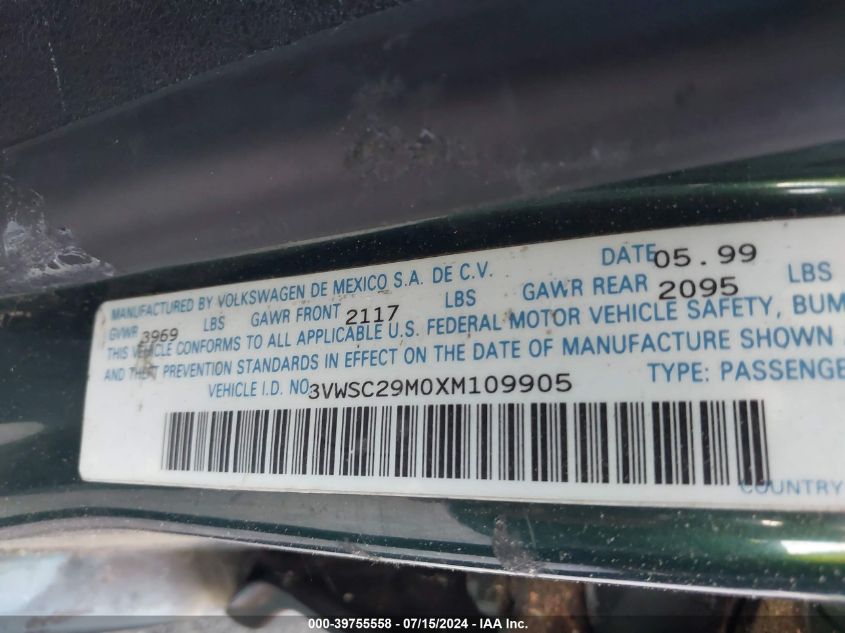 MANUFACTURED BY VOLKSWAGEN DE MEXICO S.A. DE C.V. DATE 05.99
GVWR 3969 LBS GAWR FRONT 2117 LBS GAWR REAR 2095 LBS
THIS VEHICLE CONFORMS TO ALL APPLICABLE U.S. FEDERAL MOTOR VEHICLE SAFETY, BUM
AND THEFT PREVENTION STANDARDS IN EFFECT ON THE DATE OF MANUFACTURE SHOWN
VEHICLE I.D. NO. 3VWSC29M0XM109905 TYPE: PASSENGE
COUNTRY
000-39755558 - 07/15/2024 - IAA Inc.